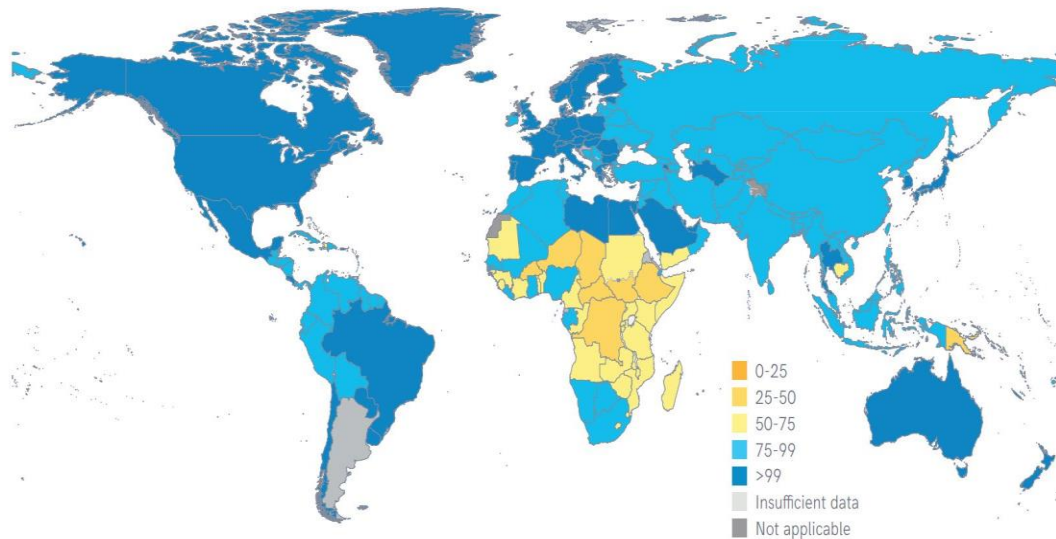 0-25
25-50
50-75
75-99
>99
Insufficient data
Not applicable